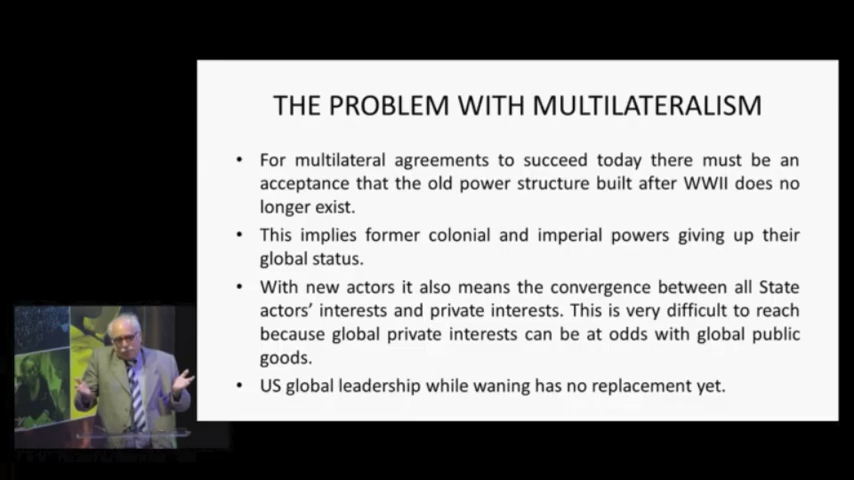 THE PROBLEM WITH MULTILATERALISM
• For multilateral agreements to succeed today there must be an
acceptance that the old power structure built after WWII does no
longer exist.
• This implies former colonial and imperial powers giving up their
global status.
• With new actors it also means the convergence between all State
actors’ interests and private interests. This is very difficult to reach
because global private interests can be at odds with global public
goods.
• US global leadership while waning has no replacement yet.